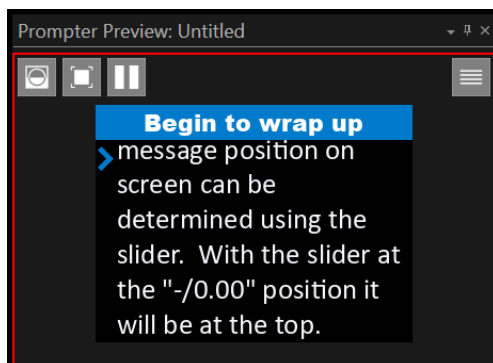 Prompter Preview: Untitled
Begin to wrap up
message position on
screen can be
determined using the
slider.  With the slider at
the "-/0.00" position it
will be at the top.